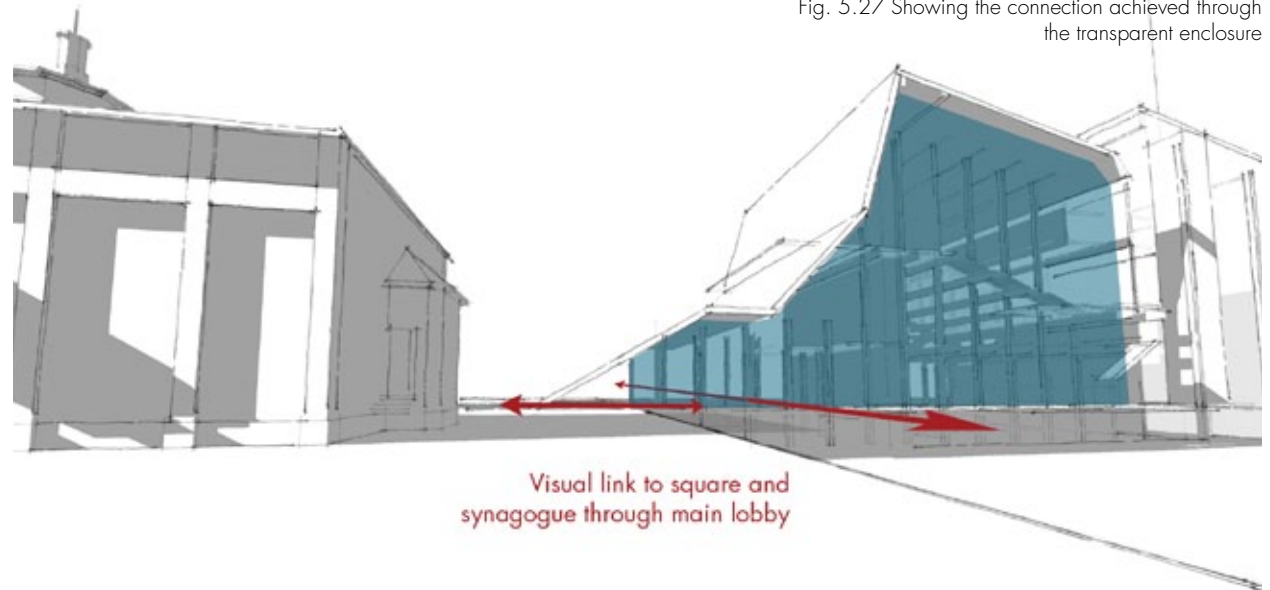 Fig. 5.27 Showing the connection achieved through
the transparent enclosure
Visual link to square and
synagogue through main lobby